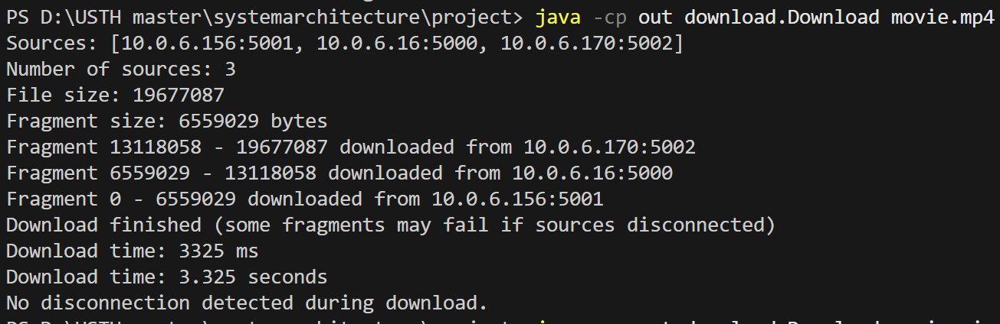 PS D:\USTH master\systemarchitecture\project> java -cp out download.Download movie.mp4
Sources: [10.0.6.156:5001, 10.0.6.16:5000, 10.0.6.170:5002]
Number of sources: 3
File size: 19677087
Fragment size: 6559029 bytes
Fragment 13118058 - 19677087 downloaded from 10.0.6.170:5002
Fragment 6559029 - 13118058 downloaded from 10.0.6.16:5000
Fragment 0 - 6559029 downloaded from 10.0.6.156:5001
Download finished (some fragments may fail if sources disconnected)
Download time: 3325 ms
Download time: 3.325 seconds
No disconnection detected during download.